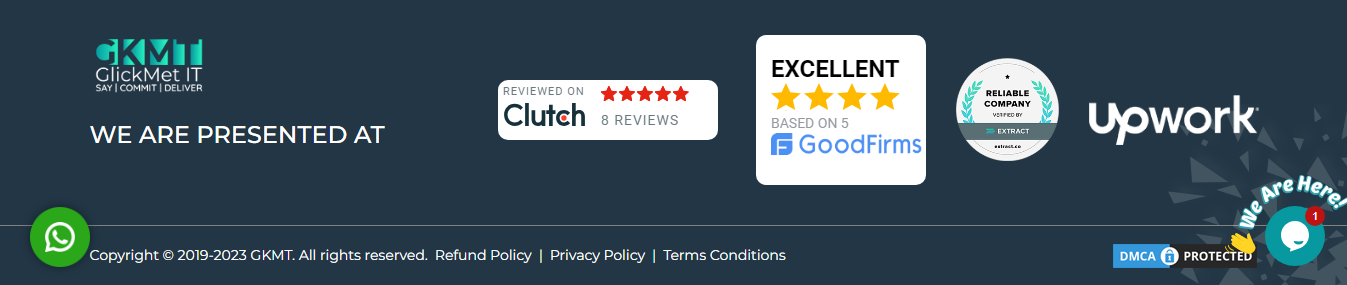 GKMT
GlickMet IT
SAY | COMMIT | DELIVER
WE ARE PRESENTED AT
REVIEWED ON
Clutch
8 REVIEWS
EXCELLENT
BASED ON 5
GoodFirms
RELIABLE
COMPANY
VERIFIED BY
EXTRACT
extract.co
Upwork
We Are Here!
1
Copyright © 2019-2023 GKMT. All rights reserved. Refund Policy | Privacy Policy | Terms Conditions
DMCA PROTECTED